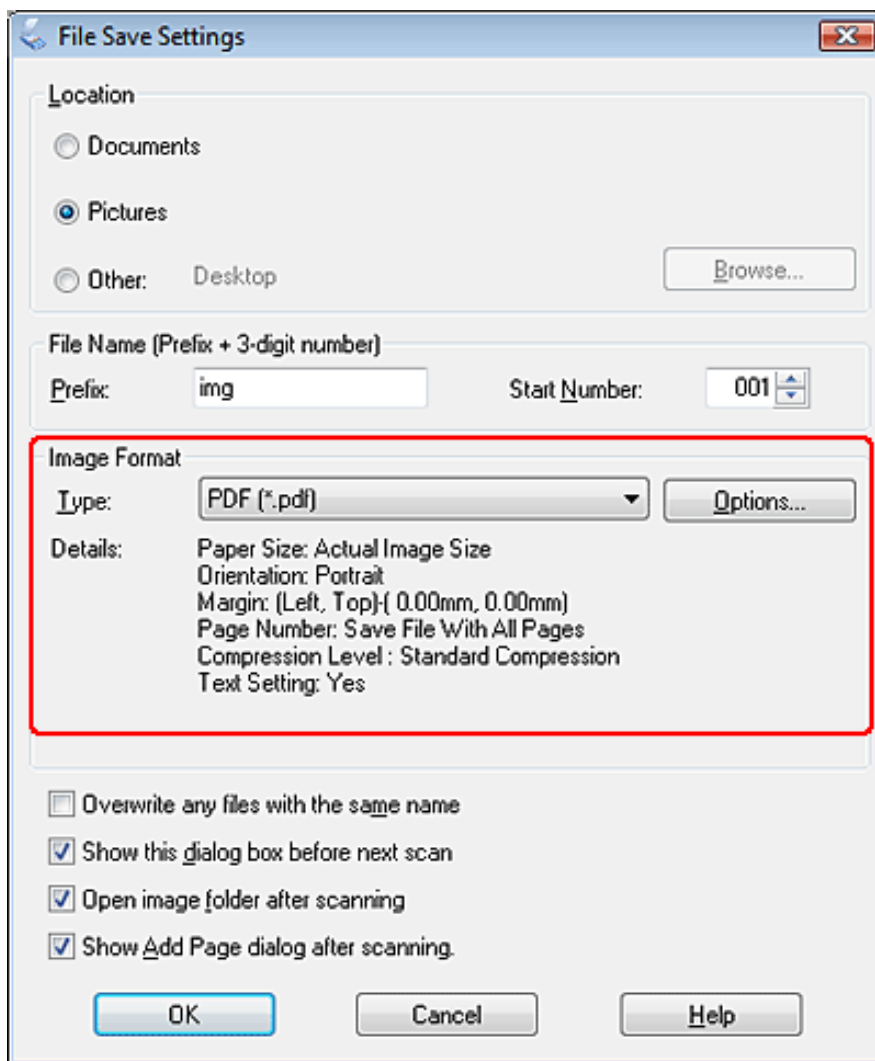 File Save Settings
Location
Documents
Pictures
Other: Desktop Browse...
File Name (Prefix + 3-digit number)
Prefix: img Start Number: 001
Image Format
Type: PDF (*.pdf) Options...
Details: Paper Size: Actual Image Size
Orientation: Portrait
Margin: (Left, Top)-( 0.00mm, 0.00mm)
Page Number: Save File With All Pages
Compression Level : Standard Compression
Text Setting: Yes
Overwrite any files with the same name
Show this dialog box before next scan
Open image folder after scanning
Show Add Page dialog after scanning.
OK Cancel Help